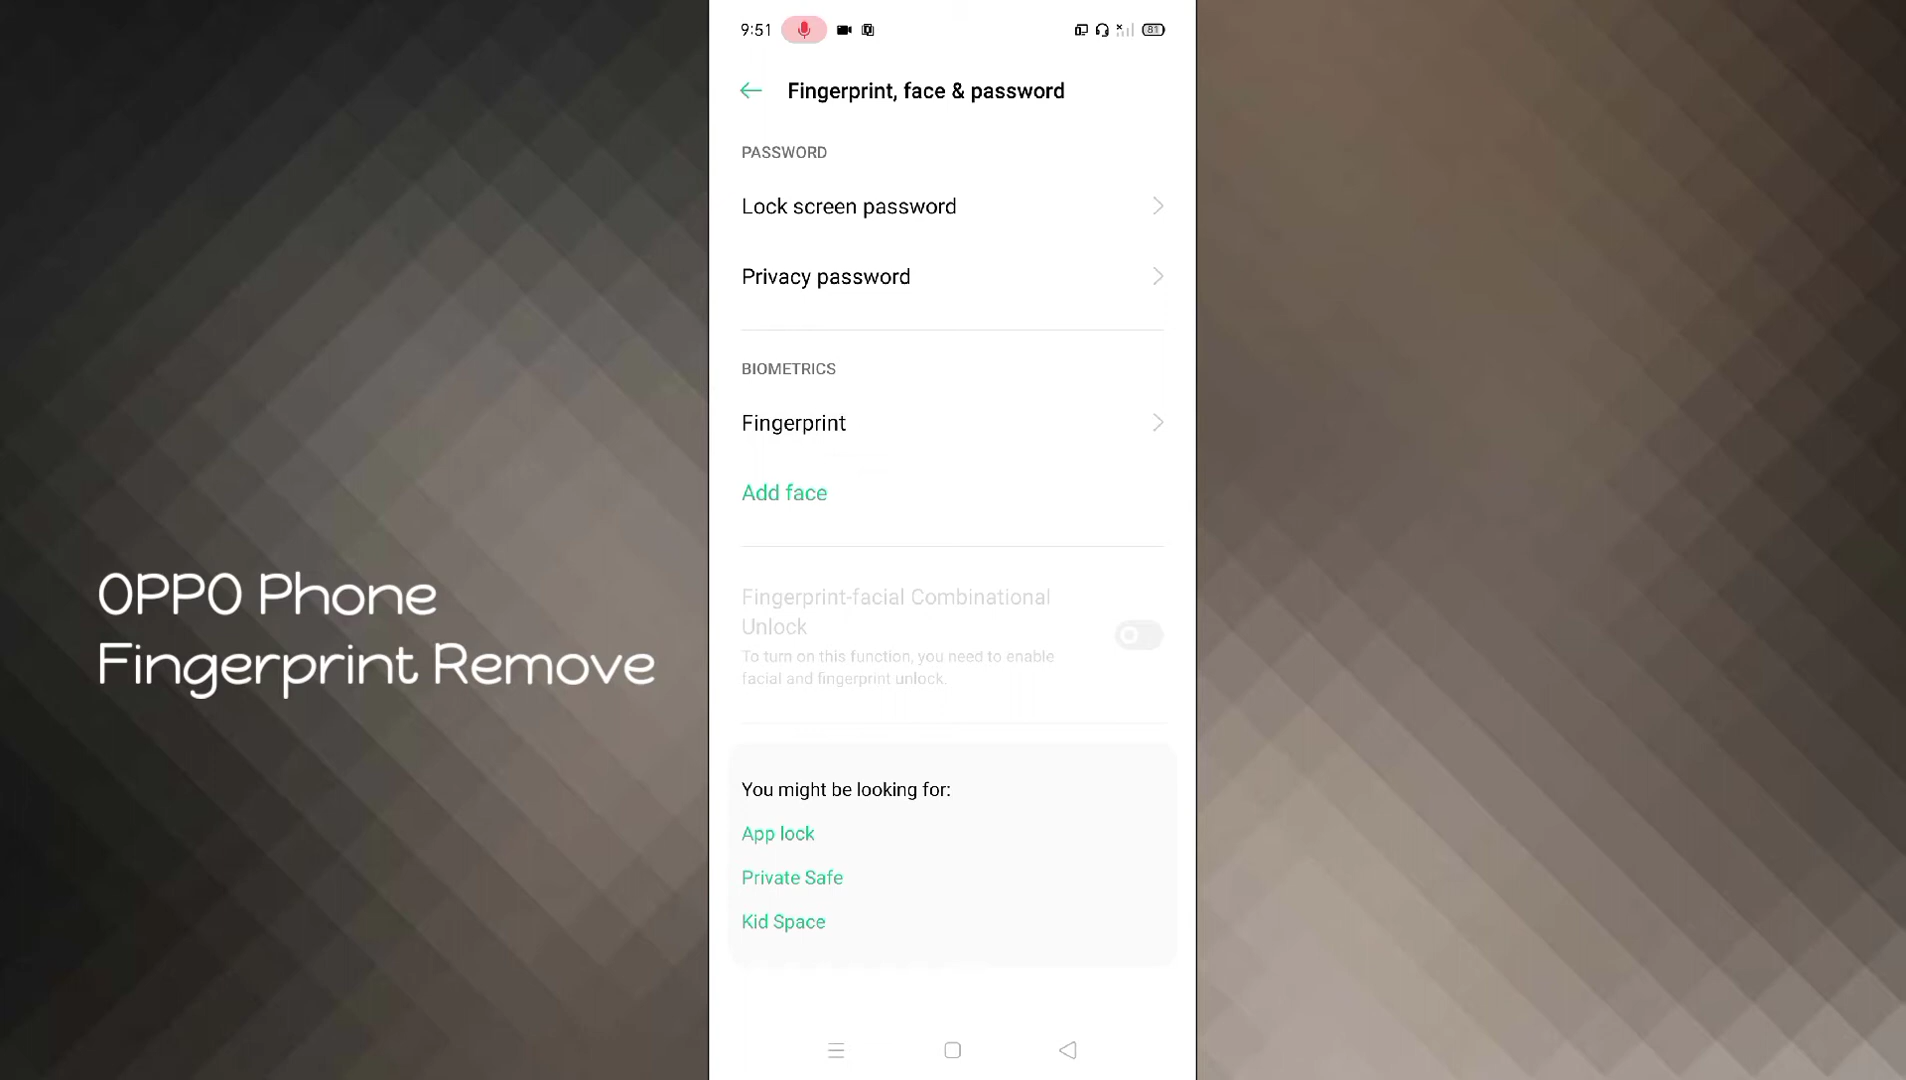 9:51
81
Fingerprint, face & password
PASSWORD
Lock screen password
Privacy password
BIOMETRICS
Fingerprint
Add face
Fingerprint-facial Combinational
Unlock
To turn on this function, you need to enable
facial and fingerprint unlock.
You might be looking for:
App lock
Private Safe
Kid Space
OPPO Phone
Fingerprint Remove